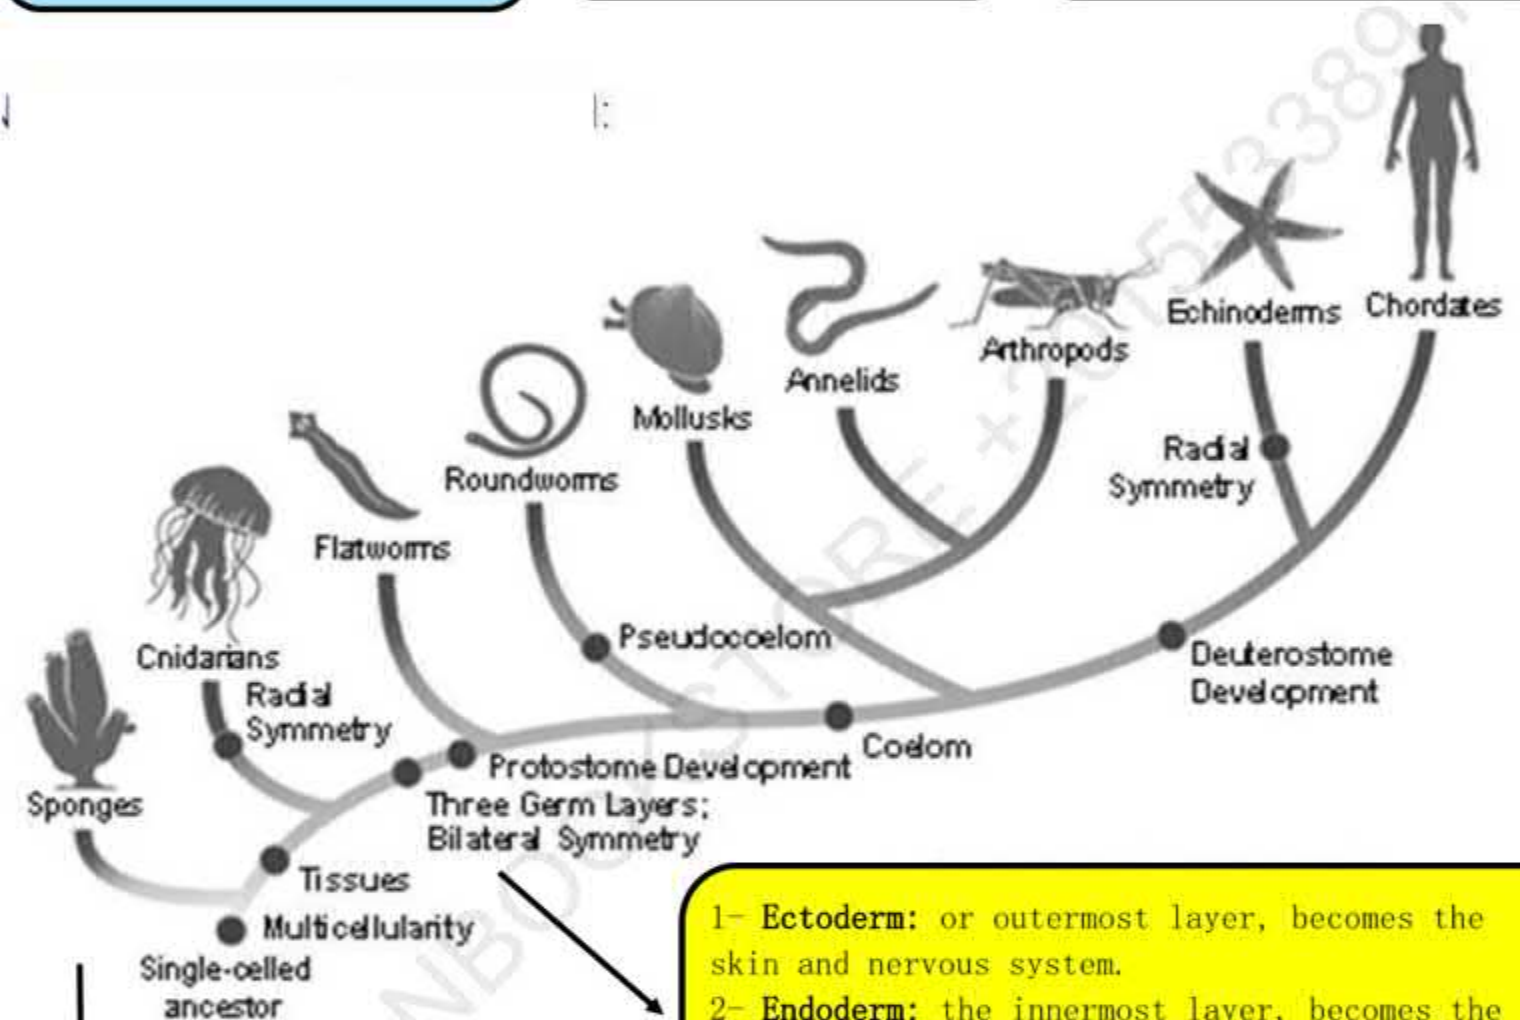 Chordates
Echinoderms
Arthropods
Annelids
Mollusks
Radial
Symmetry
Roundworms
Flatworms
Pseudocoelom
Cnidarians
Radial
Symmetry
Deuterostome
Development
Coelom
Protostome Development
Three Germ Layers;
Bilateral Symmetry
Sponges
Tissues
Multicellularity
Single-celled
ancestor
1- Ectoderm: or outermost layer, becomes the
skin and nervous system.
2- Endoderm: the innermost layer, becomes the